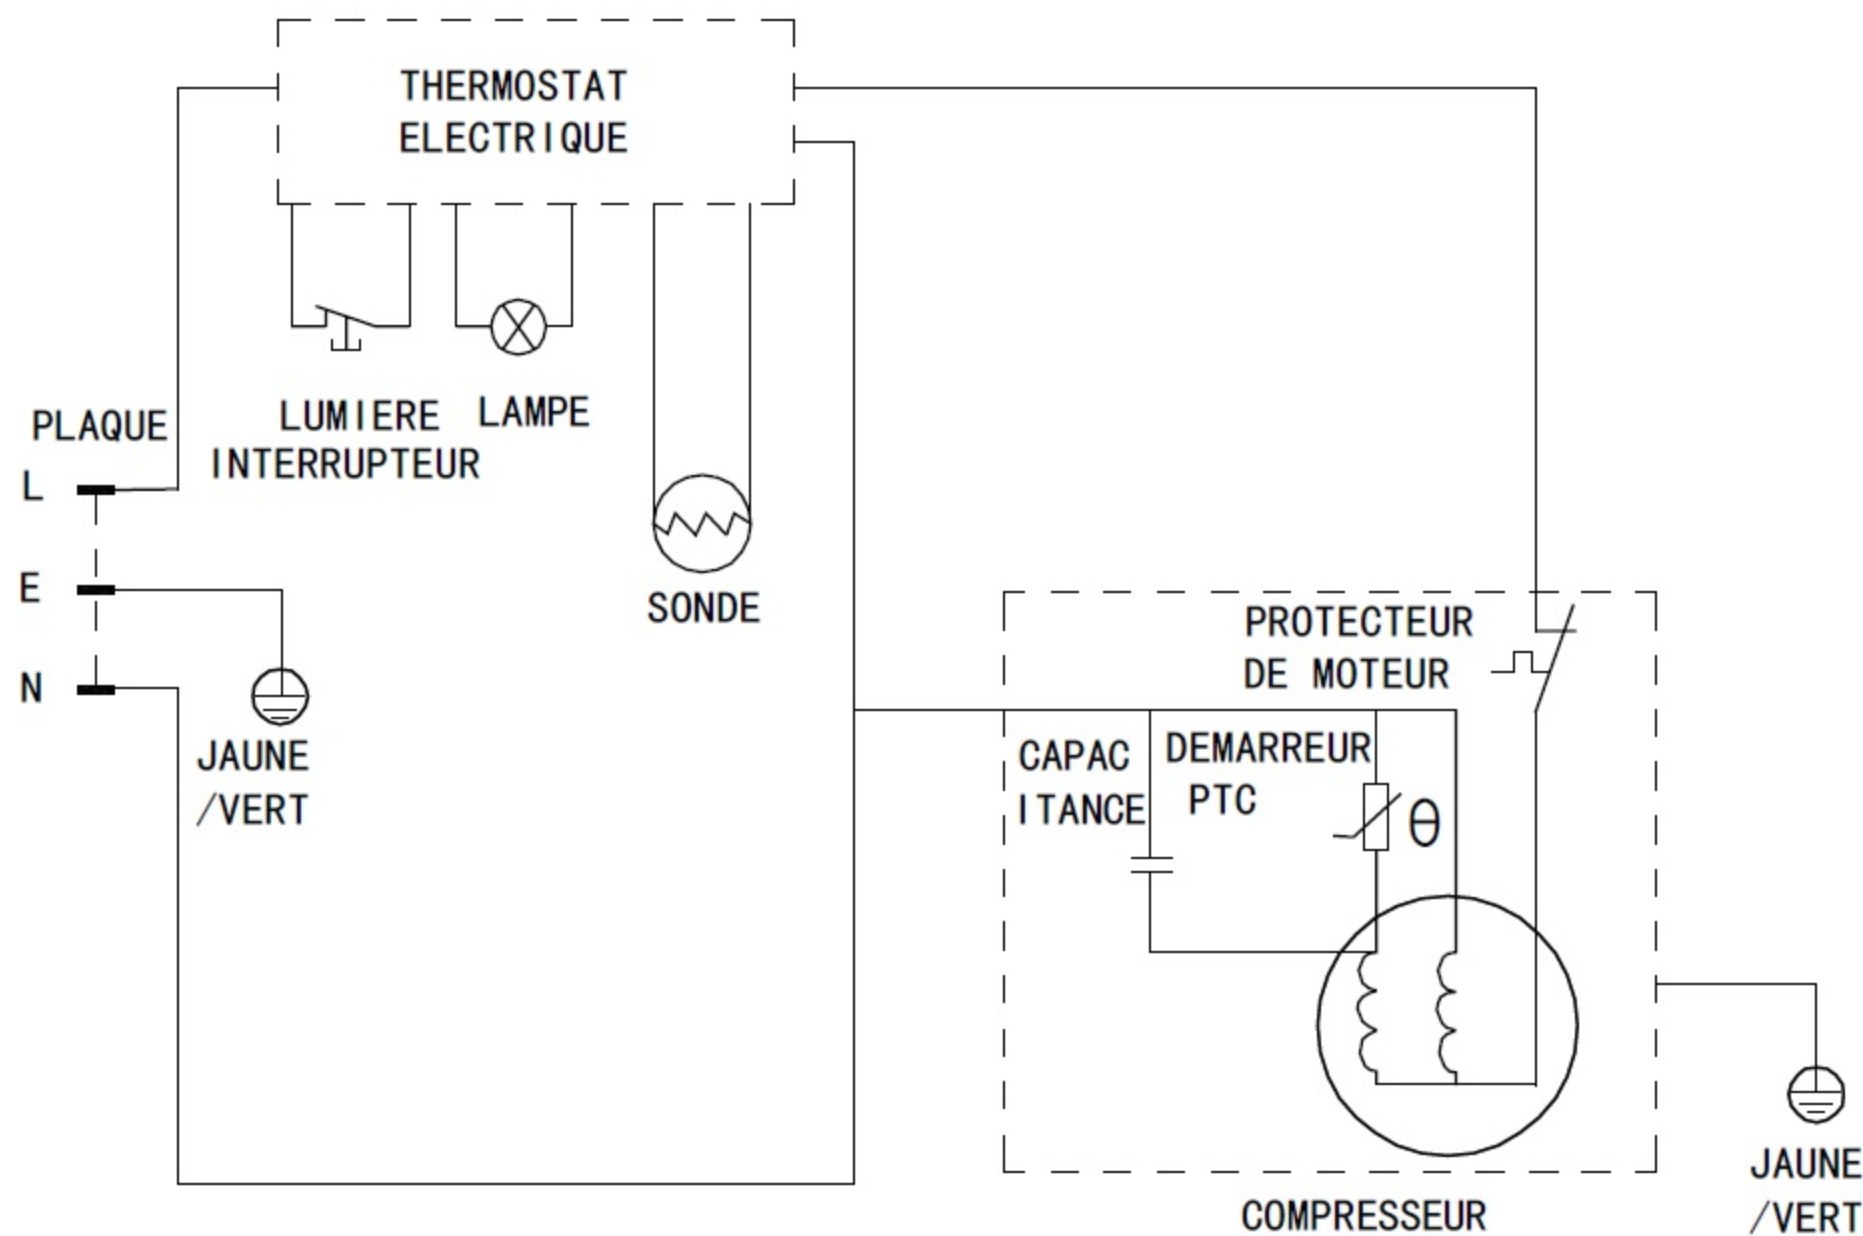 THERMOSTAT
ELECTRIQUE
PLAQUE
LUMIERE
INTERRUPTEUR
LAMPE
L
E
N
SONDE
JAUNE
/VERT
PROTECTEUR
DE MOTEUR
CAPAC
ITANCE
DEMARREUR
PTC
θ
COMPRESSEUR
JAUNE
/VERT